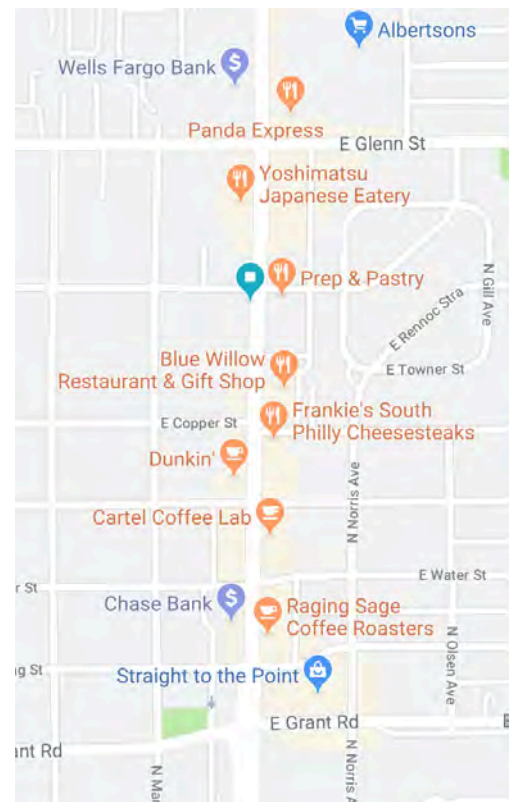 Albertsons
Wells Fargo Bank
Panda Express
E Glenn St
Yoshimatsu
Japanese Eatery
Prep & Pastry
N Gill Ave
E Rennoc Stra
Blue Willow
Restaurant & Gift Shop
E Towner St
E Copper St
Frankie's South
Philly Cheesesteaks
Dunkin'
Cartel Coffee Lab
N Norris Ave
E Water St
r St
Chase Bank
Raging Sage
Coffee Roasters
N Olsen Ave
ng St
Straight to the Point
E Grant Rd
E
ant Rd
N Ma
N Norris A